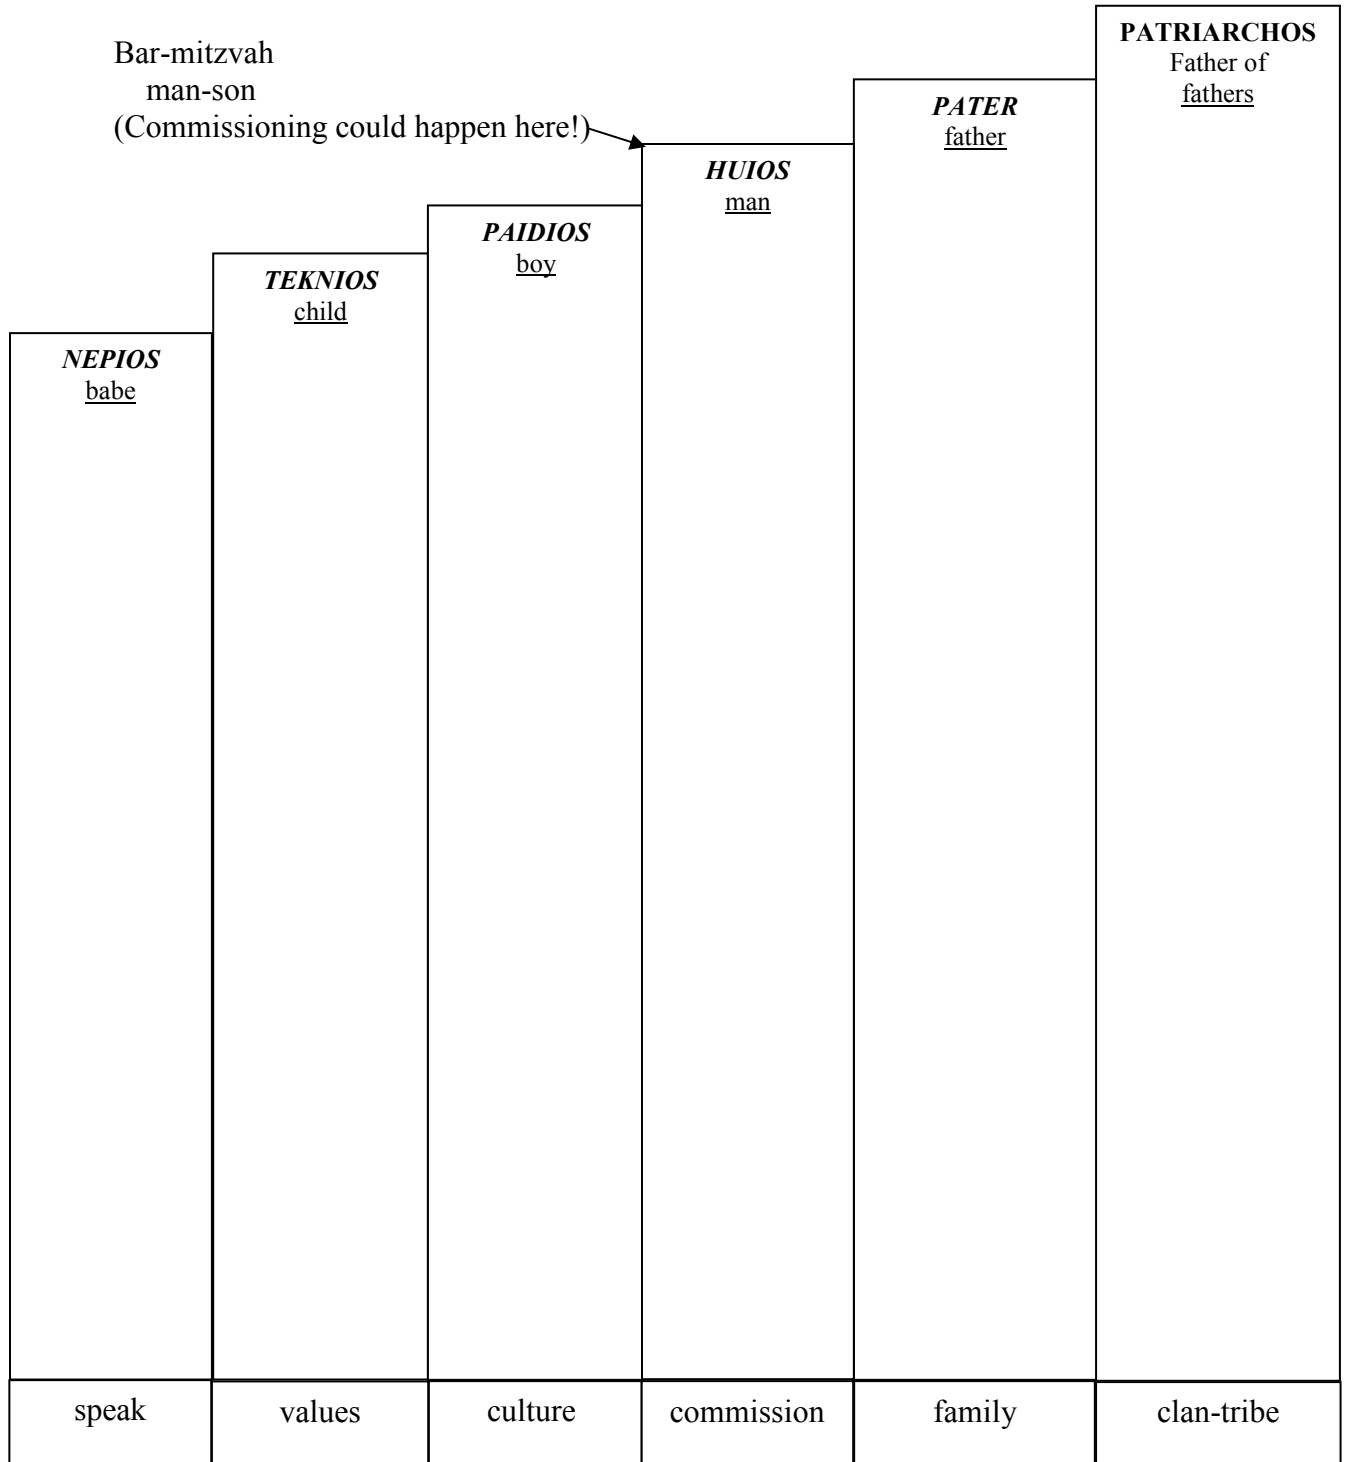 Bar-mitzvah
man-son
(Commissioning could happen here!)
PATRIARCHOS
Father of
fathers
PATER
father
HUIOS
man
PAIDIOS
boy
TEKNIOS
child
NEPIOS
babe
speak
values
culture
commission
family
clan-tribe